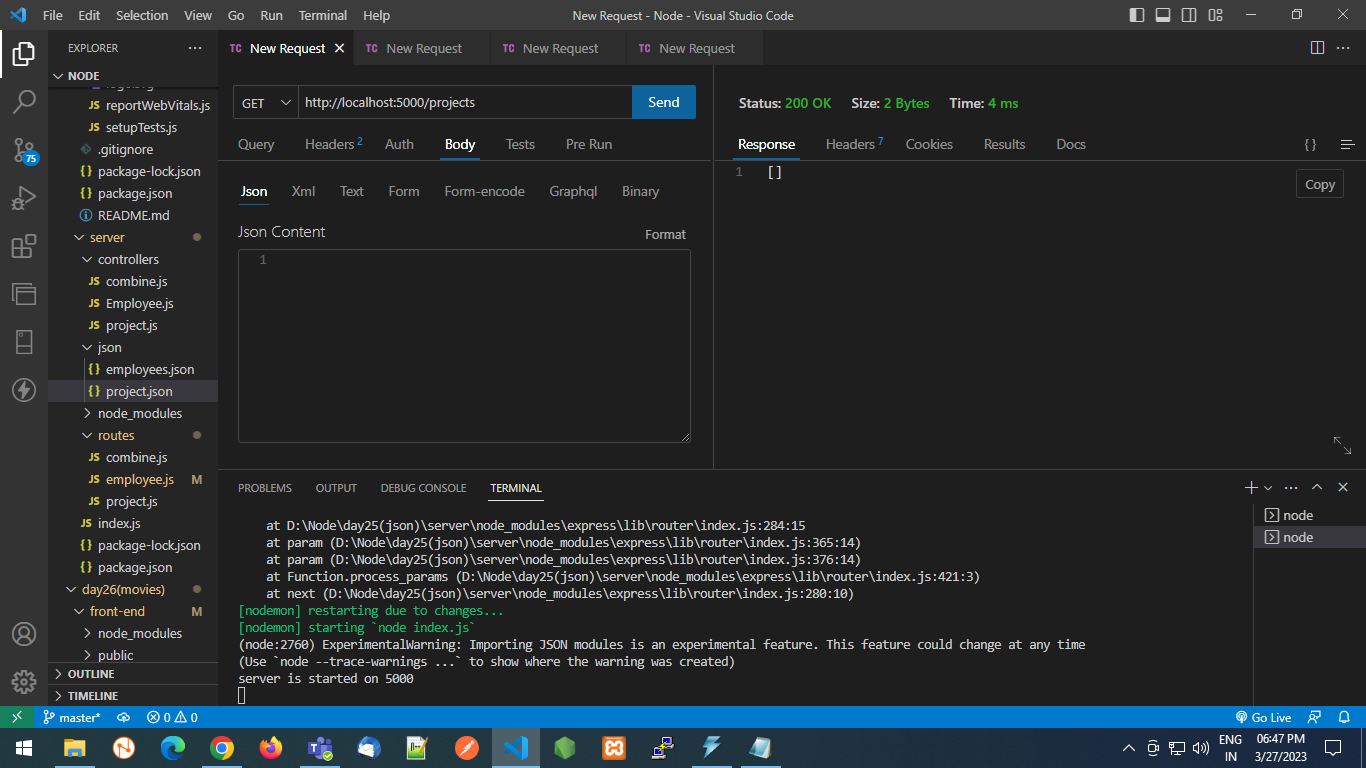 File Edit Selection View Go Run Terminal Help New Request - Node - Visual Studio Code
EXPLORER
NODE
reportWebVitals.js
setupTests.js
.gitignore
package-lock.json
package.json
README.md
server
controllers
combine.js
Employee.js
project.js
json
employees.json
project.json
node_modules
routes
combine.js
employee.js M
project.js
index.js
package-lock.json
package.json
day26(movies)
front-end M
node_modules
public
OUTLINE
TIMELINE
75
TC New Request TC New Request TC New Request TC New Request
GET http://localhost:5000/projects Send
Query Headers 2 Auth Body Tests Pre Run
Json Xml Text Form Form-encode Graphql Binary
Json Content Format
1
Status: 200 OK Size: 2 Bytes Time: 4 ms
Response Headers 7 Cookies Results Docs { }
1 []
Copy
PROBLEMS OUTPUT DEBUG CONSOLE TERMINAL
at D:\Node\day25(json)\server\node_modules\express\lib\router\index.js:284:15
at param (D:\Node\day25(json)\server\node_modules\express\lib\router\index.js:365:14)
at param (D:\Node\day25(json)\server\node_modules\express\lib\router\index.js:376:14)
at Function.process_params (D:\Node\day25(json)\server\node_modules\express\lib\router\index.js:421:3)
at next (D:\Node\day25(json)\server\node_modules\express\lib\router\index.js:280:10)
[nodemon] restarting due to changes...
[nodemon] starting `node index.js`
(node:2760) ExperimentalWarning: Importing JSON modules is an experimental feature. This feature could change at any time
(Use `node --trace-warnings ...` to show where the warning was created)
server is started on 5000
node
node
master* 0 0 Go Live
ENG
IN
06:47 PM
3/27/2023